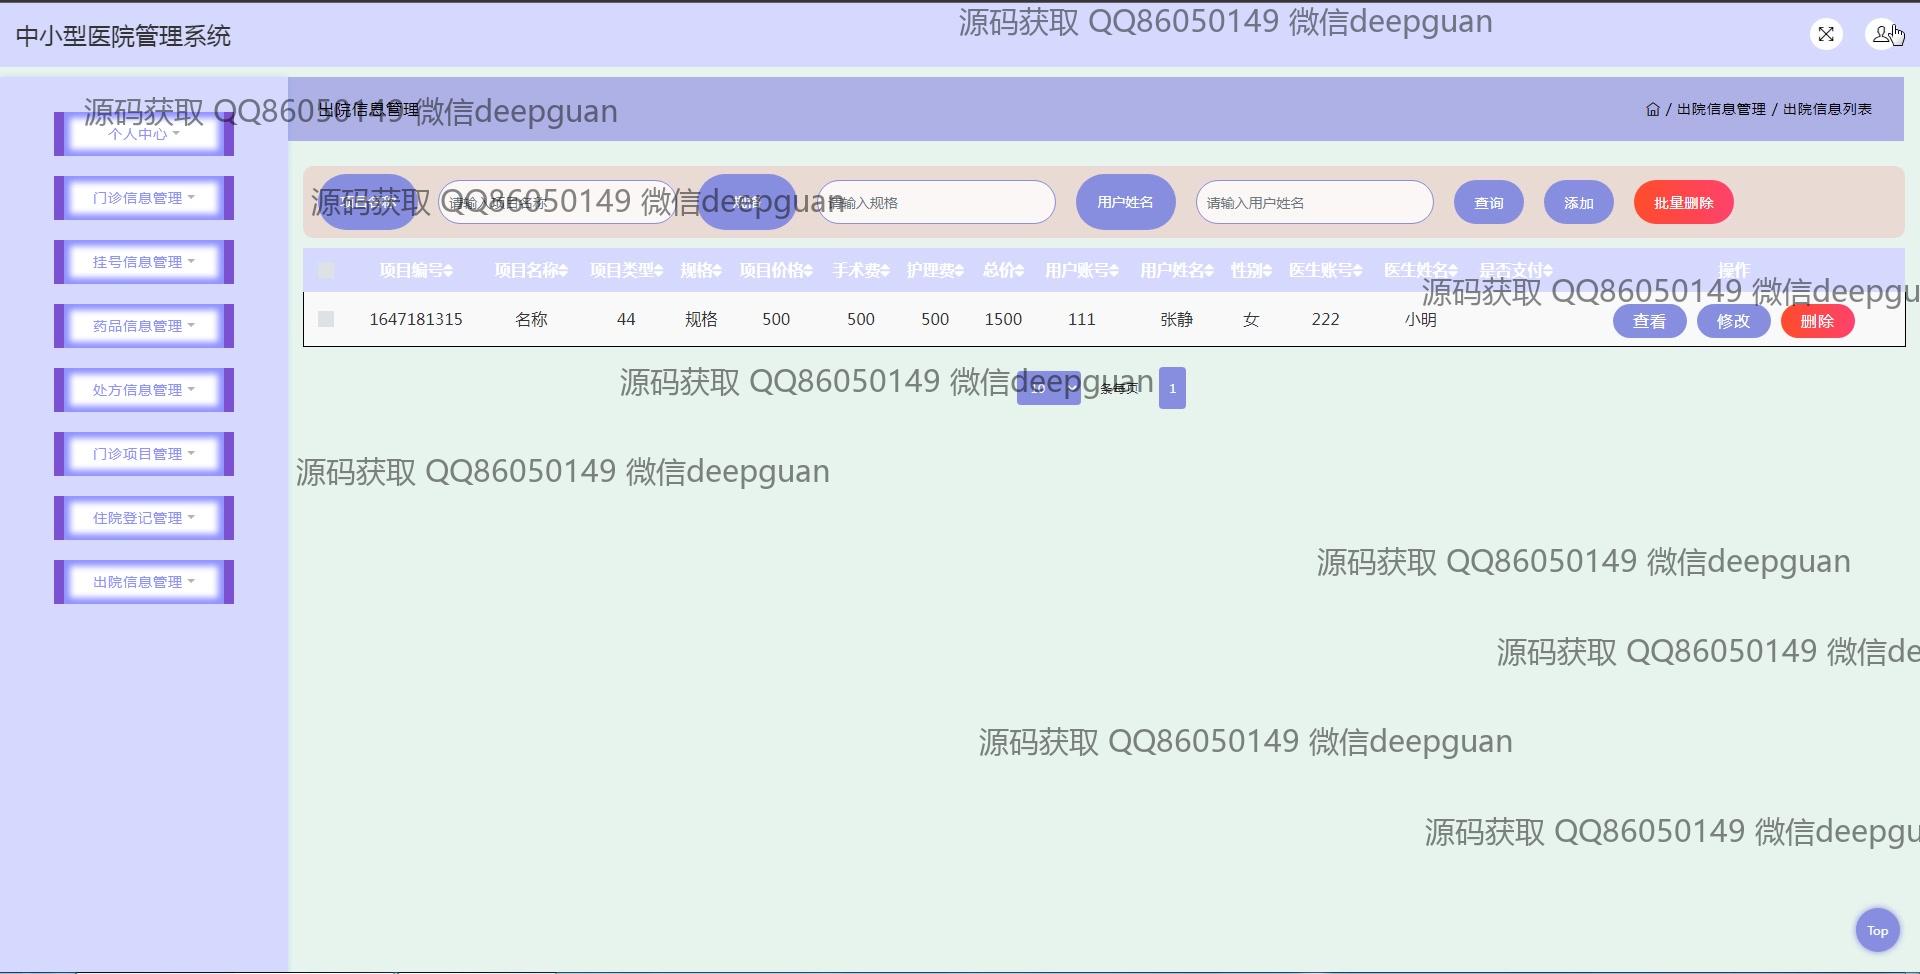 源码获取 QQ86050149 微信deepguan
中小型医院管理系统
源码获取 QQ86050149 微信deepguan
出院信息管理
/ 出院信息管理 / 出院信息列表
个人中心
门诊信息管理
挂号信息管理
药品信息管理
处方信息管理
门诊项目管理
住院登记管理
出院信息管理
源码获取 QQ86050149 微信deepguan
项目名称 请输入项目名称 规格 请输入规格 用户姓名 请输入用户姓名 查询 添加 批量删除
项目编号 项目名称 项目类型 规格 项目价格 手术费 护理费 总价 用户账号 用户姓名 性别 医生账号 医生姓名 是否支付 操作
源码获取 QQ86050149 微信deepgu
1647181315 名称 44 规格 500 500 500 1500 111 张静 女 222 小明 查看 修改 删除
源码获取 QQ86050149 微信deepguan
10 条每页 1
源码获取 QQ86050149 微信deepguan
源码获取 QQ86050149 微信deepguan
源码获取 QQ86050149 微信de
源码获取 QQ86050149 微信deepguan
源码获取 QQ86050149 微信deepgu
Top